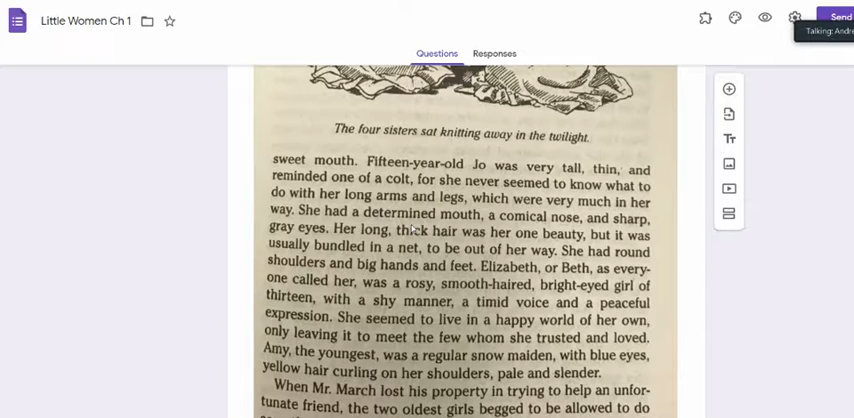 Little Women Ch 1
Send
Talking: Andre
Questions
Responses
The four sisters sat knitting away in the twilight.
sweet mouth. Fifteen-year-old Jo was very tall, thin, and
reminded one of a colt, for she never seemed to know what to
do with her long arms and legs, which were very much in her
way. She had a determined mouth, a comical nose, and sharp,
gray eyes. Her long, thick hair was her one beauty, but it was
usually bundled in a net, to be out of her way. She had round
shoulders and big hands and feet. Elizabeth, or Beth, as every-
one called her, was a rosy, smooth-haired, bright-eyed girl of
thirteen, with a shy manner, a timid voice and a peaceful
expression. She seemed to live in a happy world of her own,
only leaving it to meet the few whom she trusted and loved.
Amy, the youngest, was a regular snow maiden, with blue eyes,
yellow hair curling on her shoulders, pale and slender.
When Mr. March lost his property in trying to help an unfor-
tunate friend, the two oldest girls begged to be allowed to do